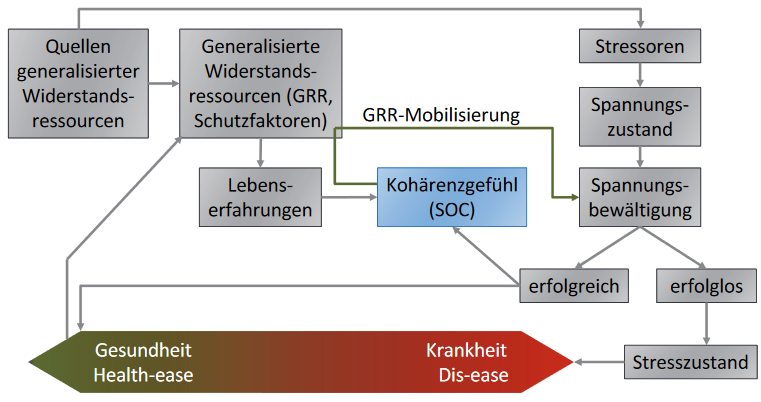 Quellen
generalisierter
Widerstands-
ressourcen
Generalisierte
Widerstands-
ressourcen (GRR,
Schutzfaktoren)
Stressoren
Spannungs-
zustand
GRR-Mobilisierung
Lebens-
erfahrungen
Kohärenzgefühl
(SOC)
Spannungs-
bewältigung
erfolgreich
erfolglos
Gesundheit
Health-ease
Krankheit
Dis-ease
Stresszustand